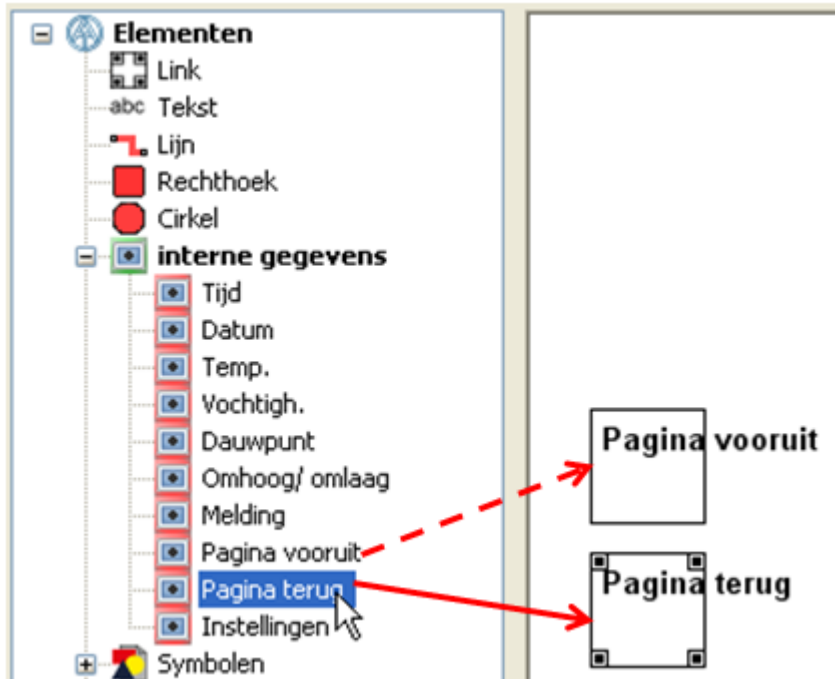 Elementen
Link
abc Tekst
Lijn
Rechthoek
Cirkel
interne gegevens
Tijd
Datum
Temp.
Vochtigh.
Dauwpunt
Omhoog/ omlaag
Melding
Pagina vooruit
Pagina terug
Instellingen
Symbolen
Pagina vooruit
Pagina terug